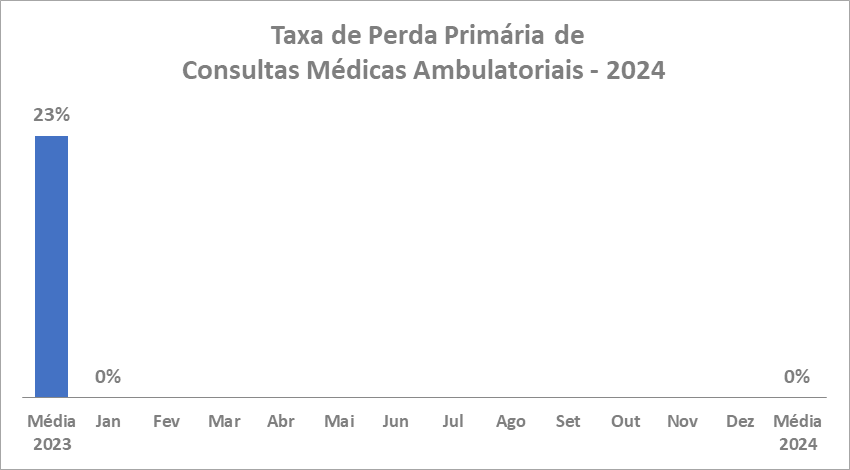 Taxa de Perda Primária de
Consultas Médicas Ambulatoriais - 2024
23%
0%
0%
Média 2023
Jan
Fev
Mar
Abr
Mai
Jun
Jul
Ago
Set
Out
Nov
Dez
Média 2024